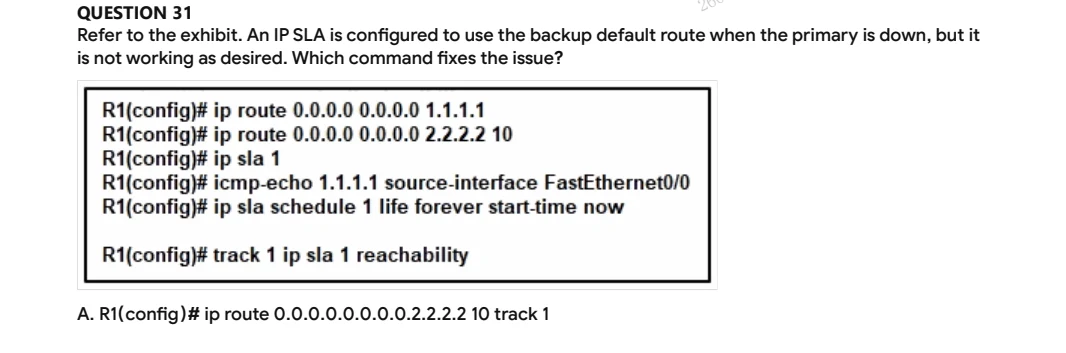 QUESTION 31
Refer to the exhibit. An IP SLA is configured to use the backup default route when the primary is down, but it
is not working as desired. Which command fixes the issue?
R1(config)# ip route 0.0.0.0 0.0.0.0 1.1.1.1
R1(config)# ip route 0.0.0.0 0.0.0.0 2.2.2.2 10
R1(config)# ip sla 1
R1(config)# icmp-echo 1.1.1.1 source-interface FastEthernet0/0
R1(config)# ip sla schedule 1 life forever start-time now
R1(config)# track 1 ip sla 1 reachability
A. R1(config)# ip route 0.0.0.0.0.0.0.0.2.2.2.2 10 track 1